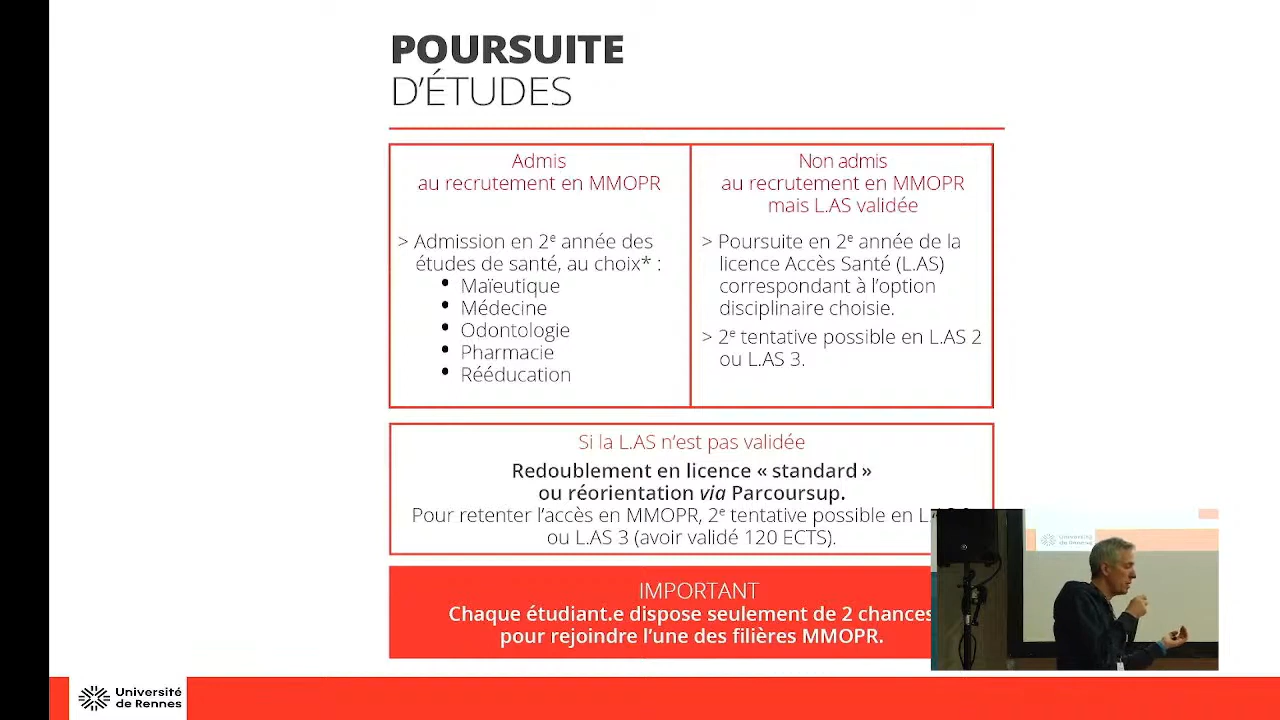 POURSUITE
D'ÉTUDES
Admis
au recrutement en MMOPR
> Admission en 2e année des
études de santé, au choix* :
• Maïeutique
• Médecine
• Odontologie
• Pharmacie
• Rééducation
Non admis
au recrutement en MMOPR
mais L.AS validée
> Poursuite en 2e année de la
licence Accès Santé (L.AS)
correspondant à l'option
disciplinaire choisie.
> 2e tentative possible en L.AS 2
ou L.AS 3.
Si la L.AS n'est pas validée
Redoublement en licence « standard »
ou réorientation via Parcoursup.
Pour retenter l'accès en MMOPR, 2e tentative possible en
ou L.AS 3 (avoir validé 120 ECTS).
IMPORTANT
Chaque étudiant.e dispose seulement de 2 chances
pour rejoindre l'une des filières MMOPR.
Université
de Rennes
Université
de Rennes